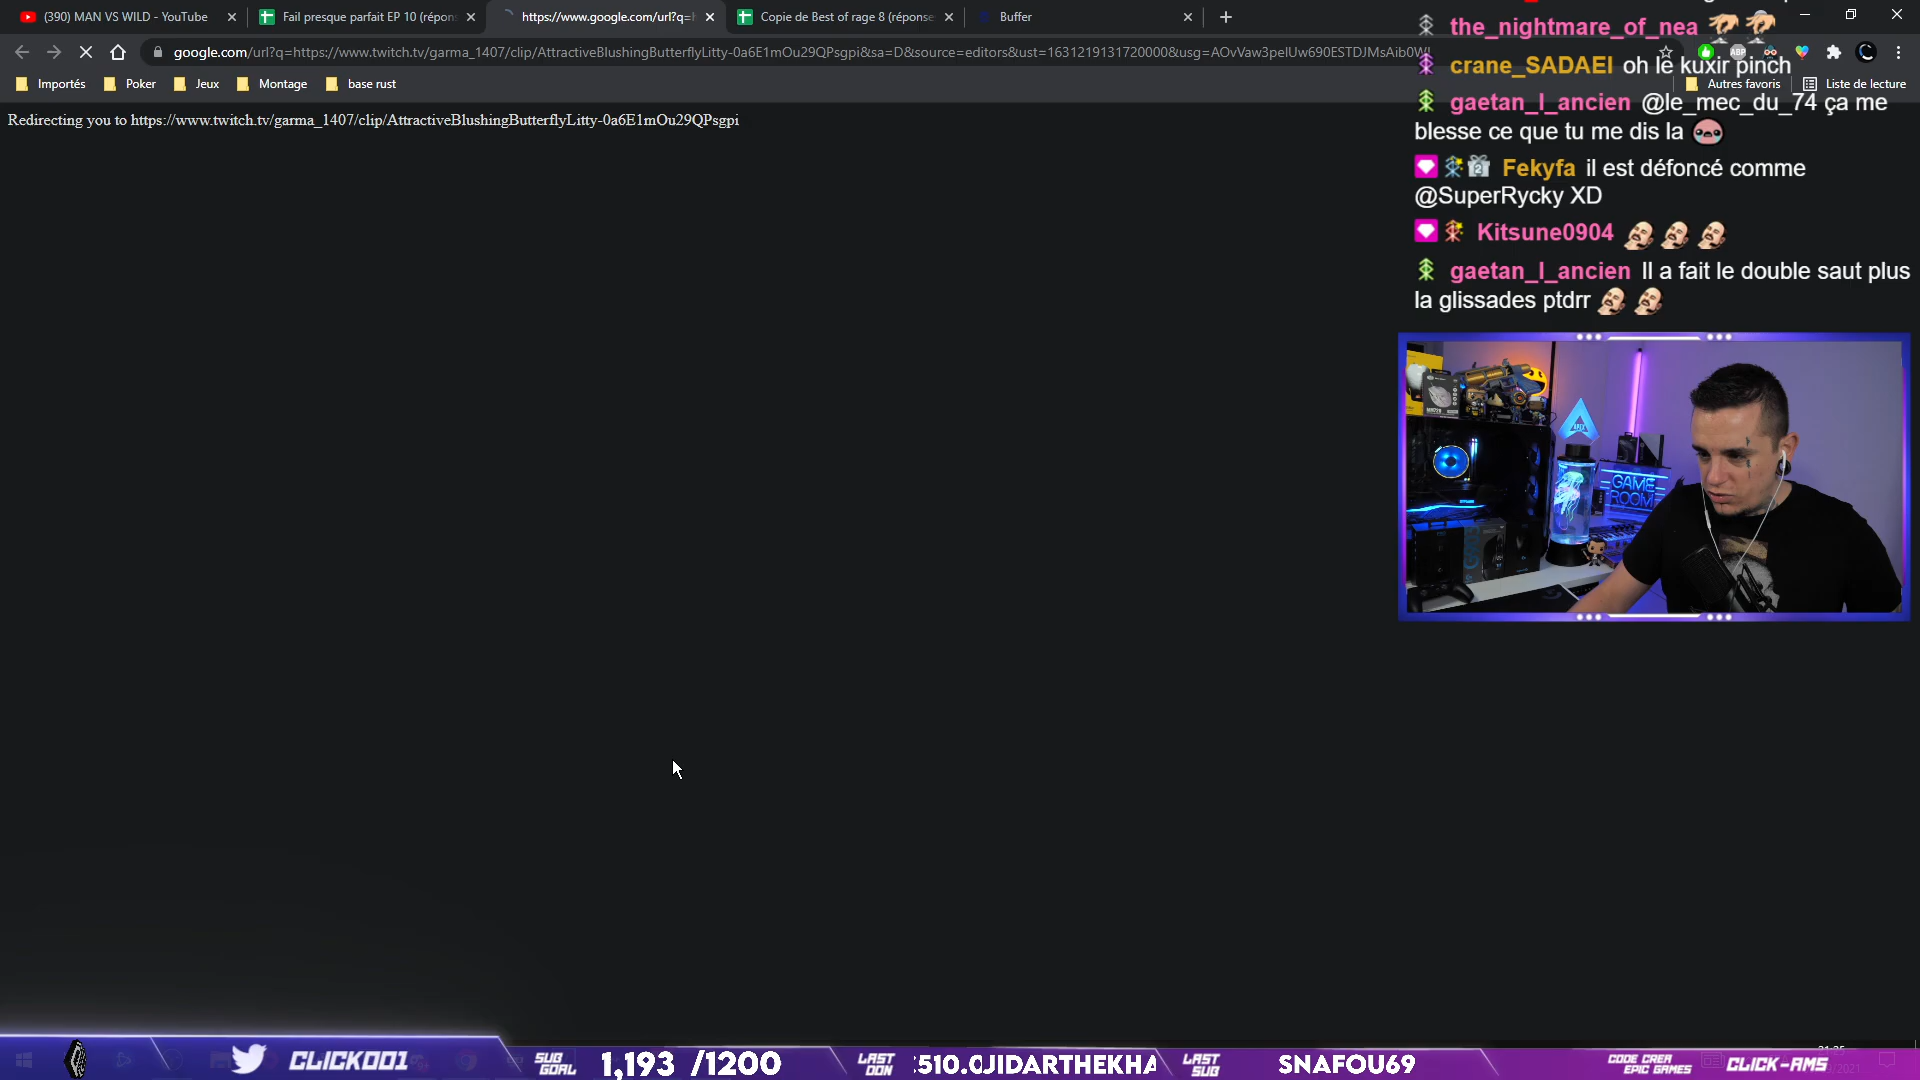 (390) MAN VS WILD - YouTube
Fail presque parfait EP 10 (répons
https://www.google.com/url?q=h
Copie de Best of rage 8 (réponse
Buffer
google.com/url?q=https://www.twitch.tv/garma_1407/clip/AttractiveBlushingButterflyLitty-0a6E1mOu29QPsgpi&sa=D&source=editors&ust=1631219131720000&usg=AOvVaw3pelUw690ESTDJMsAib0W
Importés
Poker
Jeux
Montage
base rust
Autres favoris
Liste de lecture
Redirecting you to https://www.twitch.tv/garma_1407/clip/AttractiveBlushingButterflyLitty-0a6E1mOu29QPsgpi
the_nightmare_of_nea
crane_SADAEI oh le kuxir pinch
gaetan_l_ancien @le_mec_du_74 ça me
blesse ce que tu me dis la
Fekyfa il est défoncé comme
@SuperRycky XD
Kitsune0904
gaetan_l_ancien Il a fait le double saut plus
la glissades ptdrr
APEX
GAME
ROOM
CLICK001
SUB
GOAL
1,193 /1200
LAST
DON
JIDARTHEKHA
LAST
SUB
SNAFOU69
CODE CREA
EPIC GAMES
CLICK-AMS